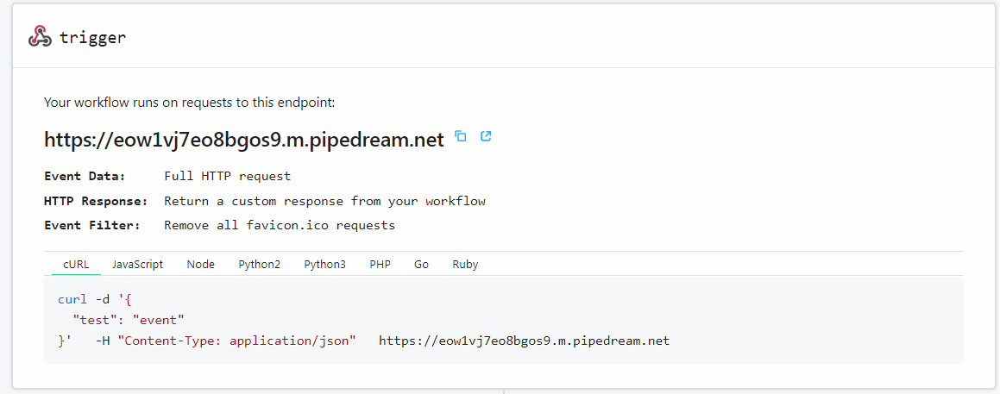 trigger
Your workflow runs on requests to this endpoint:
https://eow1vj7eo8bgos9.m.pipedream.net
Event Data: Full HTTP request
HTTP Response: Return a custom response from your workflow
Event Filter: Remove all favicon.ico requests
cURL JavaScript Node Python2 Python3 PHP Go Ruby
curl -d '{
  "test": "event"
}'   -H "Content-Type: application/json"   https://eow1vj7eo8bgos9.m.pipedream.net